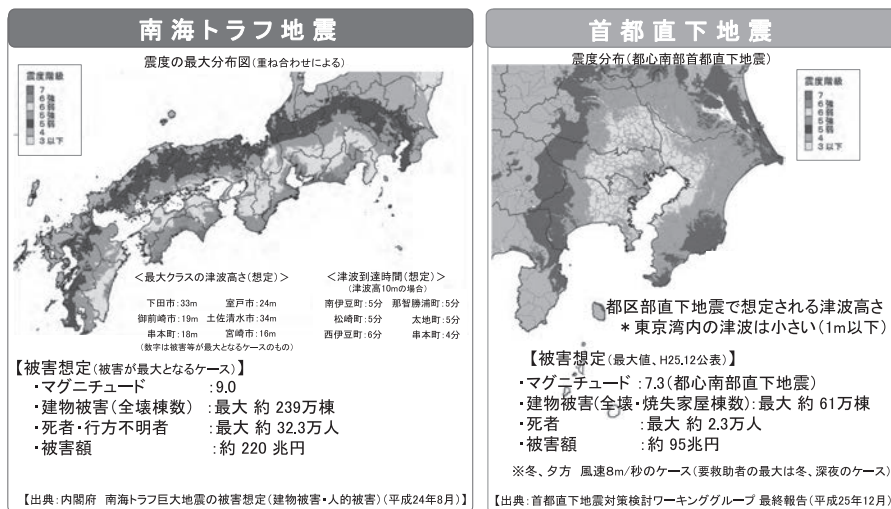 南海トラフ地震
震度の最大分布図(重ね合わせによる)
震度階級
7
6強
6弱
5強
5弱
4
3以下
<最大クラスの津波高さ(想定)>
下田市:33m 室戸市:24m
御前崎市:19m 土佐清水市:34m
串本町:18m 宮崎市:16m
(数字は被害等が最大となるケースのもの)
<津波到達時間(想定)>
(津波高10mの場合)
南伊豆町:5分 那智勝浦町:5分
松崎町:5分 太地町:5分
西伊豆町:6分 串本町:4分
【被害想定(被害が最大となるケース)】
・マグニチュード :9.0
・建物被害(全壊棟数) :最大 約 239万棟
・死者・行方不明者 :最大 約 32.3万人
・被害額 :約 220 兆円
【出典:内閣府 南海トラフ巨大地震の被害想定(建物被害・人的被害)(平成24年8月)】
首都直下地震
震度分布(都心南部首都直下地震)
震度階級
7
6強
6弱
5強
5弱
4
3以下
都区部直下地震で想定される津波高さ
*東京湾内の津波は小さい(1m以下)
【被害想定(最大値、H25.12公表)】
・マグニチュード :7.3(都心南部直下地震)
・建物被害(全壊・焼失家屋棟数):最大 約 61万棟
・死者 :最大 約 2.3万人
・被害額 :約 95兆円
※冬、夕方 風速8m/秒のケース(要救助者の最大は冬、深夜のケース)
【出典:首都直下地震対策検討ワーキンググループ 最終報告(平成25年12月)】